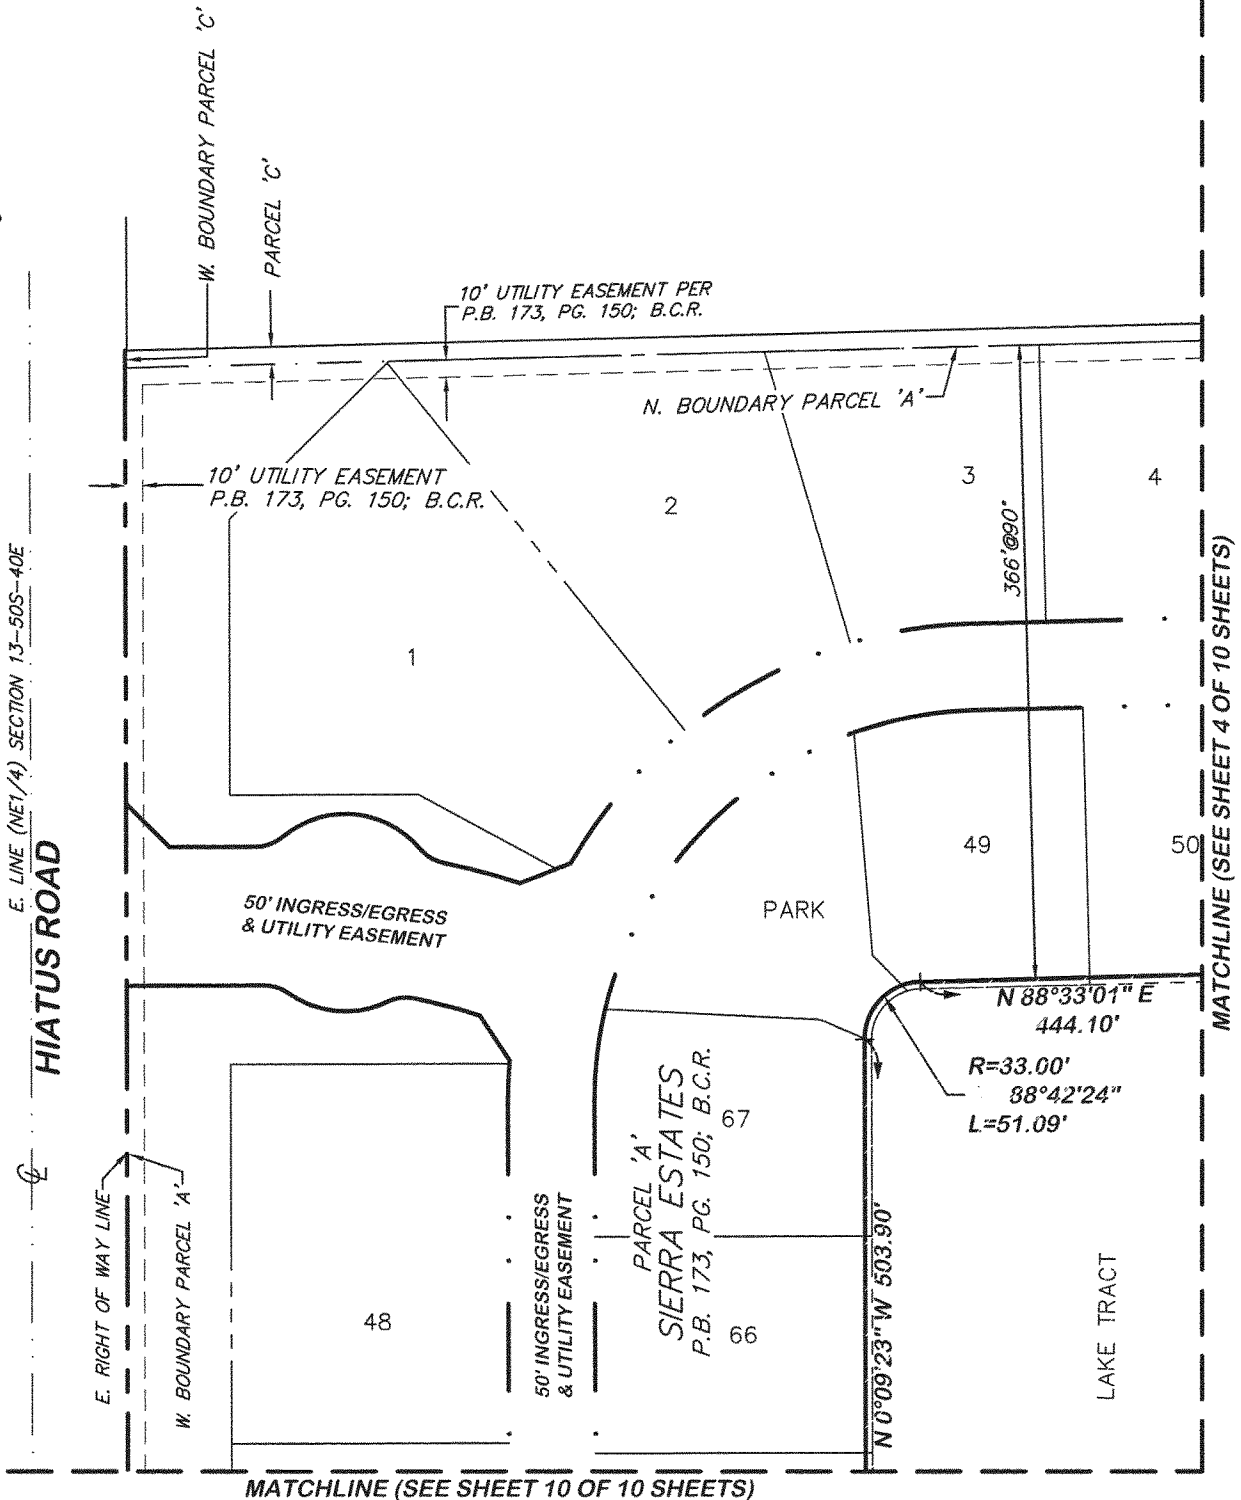 W. BOUNDARY PARCEL 'C'
PARCEL 'C'
10' UTILITY EASEMENT PER
P.B. 173, PG. 150; B.C.R.
N. BOUNDARY PARCEL 'A'
10' UTILITY EASEMENT
P.B. 173, PG. 150; B.C.R.
2
3
4
366'@90°
1
E. LINE (NE1/4) SECTION 13-50S-40E
HIATUS ROAD
MATCHLINE (SEE SHEET 4 OF 10 SHEETS)
49
50
50' INGRESS/EGRESS
& UTILITY EASEMENT
PARK
N 88°33'01" E
444.10'
R=33.00'
88°42'24"
L=51.09'
67
PARCEL 'A'
SIERRA ESTATES
P.B. 173, PG. 150; B.C.R.
℄
E. RIGHT OF WAY LINE
W. BOUNDARY PARCEL 'A'
48
50' INGRESS/EGRESS
& UTILITY EASEMENT
66
N 0°09'23" W 503.90'
LAKE TRACT
MATCHLINE (SEE SHEET 10 OF 10 SHEETS)